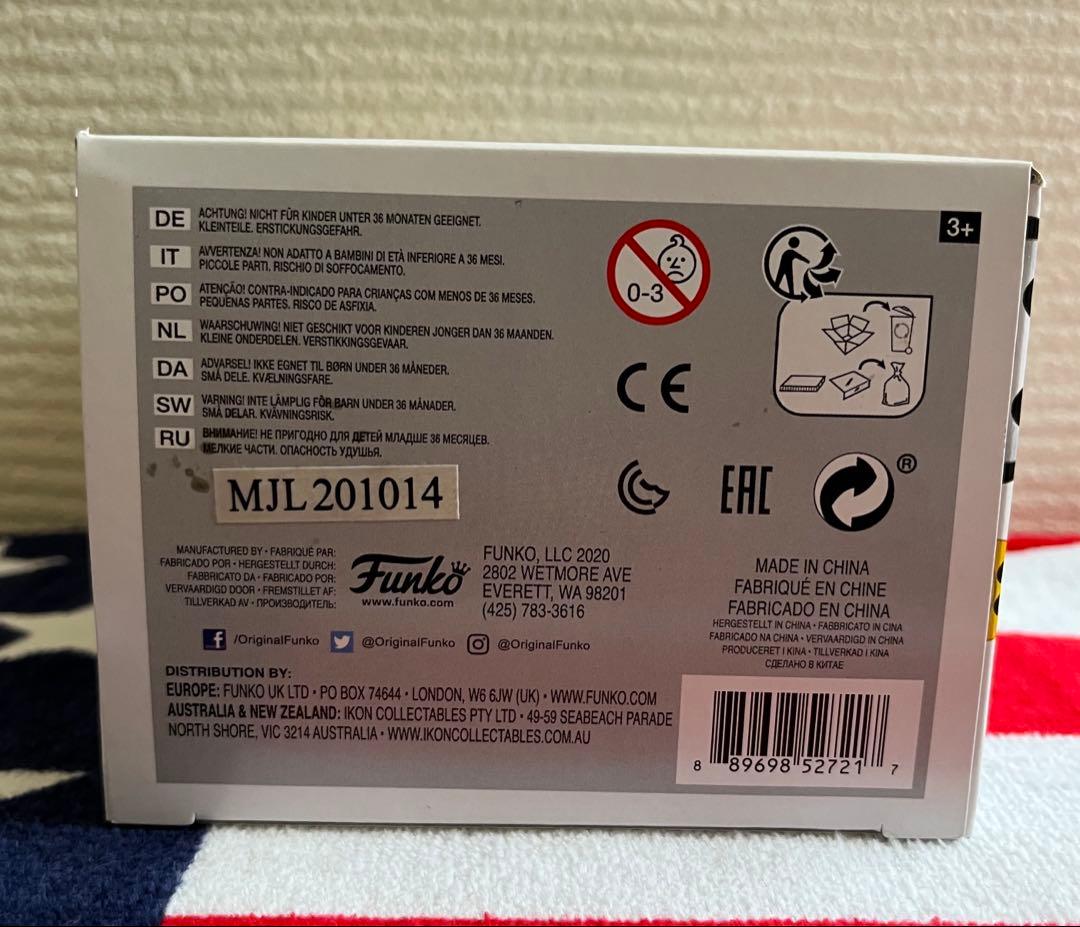 DE ACHTUNG! NICHT FÜR KINDER UNTER 36 MONATEN GEEIGNET.
KLEINTEILE. ERSTICKUNGSGEFAHR.
IT AVVERTENZA! NON ADATTO A BAMBINI DI ETÀ INFERIORE A 36 MESI.
PICCOLE PARTI. RISCHIO DI SOFFOCAMENTO.
PO ATENÇÃO! CONTRA-INDICADO PARA CRIANÇAS COM MENOS DE 36 MESES.
PEQUENAS PARTES. RISCO DE ASFIXIA.
NL WAARSCHUWING! NIET GESCHIKT VOOR KINDEREN JONGER DAN 36 MAANDEN.
KLEINE ONDERDELEN. VERSTIKKINGSGEVAAR.
DA ADVARSEL! IKKE EGNET TIL BØRN UNDER 36 MÅNEDER.
SMÅ DELE. KVÆLNINGSFARE.
SW VARNING! INTE LÄMPLIG FÖR BARN UNDER 36 MÅNADER.
SMÅ DELAR. KVÄVNINGSRISK.
RU ВНИМАНИЕ! НЕ ПРИГОДНО ДЛЯ ДЕТЕЙ МЛАДШЕ 36 МЕСЯЦЕВ.
МЕЛКИЕ ЧАСТИ. ОПАСНОСТЬ УДУШЬЯ.
0-3
3+
CE
EAC
®
MJL201014
MANUFACTURED BY • FABRIQUÉ PAR:
FABRICADO POR • HERGESTELLT DURCH:
FABBRICATO DA • FABRICADO POR:
VERVAARDIGD DOOR • FREMSTILLET AF:
TILLVERKAD AV • ПРОИЗВОДИТЕЛЬ:
Funko
www.funko.com
FUNKO, LLC 2020
2802 WETMORE AVE
EVERETT, WA 98201
(425) 783-3616
MADE IN CHINA
FABRIQUÉ EN CHINE
FABRICADO EN CHINA
HERGESTELLT IN CHINA • FABBRICATO IN CINA
FABRICADO NA CHINA • VERVAARDIGD IN CHINA
PRODUCERET I KINA • TILLVERKAD I KINA
СДЕЛАНО В КИТАЕ
f /OriginalFunko @OriginalFunko @OriginalFunko
DISTRIBUTION BY:
EUROPE: FUNKO UK LTD • PO BOX 74644 • LONDON, W6 6JW (UK) • WWW.FUNKO.COM
AUSTRALIA & NEW ZEALAND: IKON COLLECTABLES PTY LTD • 49-59 SEABEACH PARADE
NORTH SHORE, VIC 3214 AUSTRALIA • WWW.IKONCOLLECTABLES.COM.AU
8 89698 52721 7